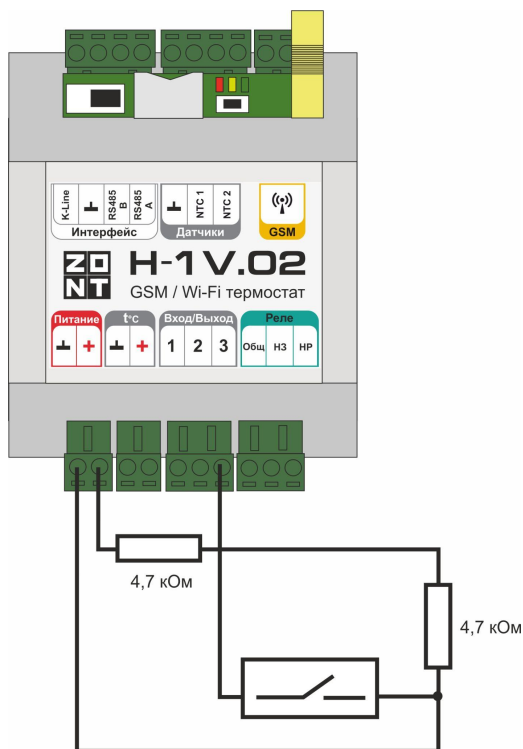 K-Line
RS485 B
RS485 A
Интерфейс
NTC 1
NTC 2
Датчики
GSM
ZONT
H-1V.02
GSM / Wi-Fi термостат
Питание
+
t°C
+
Вход/Выход
1 2 3
Реле
Общ НЗ НР
4,7 кОм
4,7 кОм